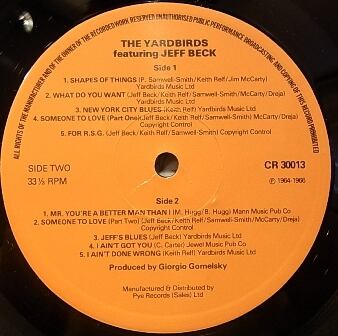 ALL RIGHTS OF THE MANUFACTURER AND OF THE OWNER OF THE RECORDED WORK RESERVED UNAUTHORISED PUBLIC PERFORMANCE BROADCASTING AND COPYING OF THIS RECORD PROHIBITED
THE YARDBIRDS
featuring JEFF BECK
Side 1
1. SHAPES OF THINGS (P. Samwell-Smith/Keith Relf/Jim McCarty)
Yardbirds Music Ltd
2. WHAT DO YOU WANT (Jeff Beck/Keith Relf/Samwell-Smith/McCarty/Dreja)
Yardbirds Music Ltd
3. NEW YORK CITY BLUES (Keith Relf/Dreja) Yardbirds Music Ltd
4. SOMEONE TO LOVE (Part One) (Jeff Beck/Keith Relf/Samwell-Smith/McCarty/
Dreja) Copyright Control
5. FOR R.S.G. (Jeff Beck/Keith Relf) Copyright Control
SIDE TWO
33⅓ RPM
CR 30013
℗ 1964-1966
Side 2
1. MR. YOU'RE A BETTER MAN THAN I (M. Hugg/B. Hugg) Mann Music Pub Co
2. SOMEONE TO LOVE (Part Two) (Jeff Beck/Keith Relf/Samwell-Smith/McCarty/
Dreja) Copyright Control
3. JEFF'S BLUES (Jeff Beck) Yardbirds Music Ltd
4. I AIN'T GOT YOU (C. Carter) Jewel Music Pub Co
5. I AIN'T DONE WRONG (Keith Relf) Yardbirds Music Ltd
Produced by Giorgio Gomelsky
Manufactured & Distributed by
Pye Records (Sales) Ltd